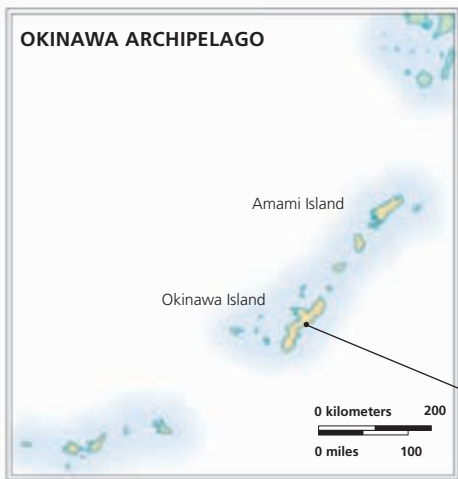 OKINAWA ARCHIPELAGO
Amami Island
Okinawa Island
0 kilometers 200
0 miles 100